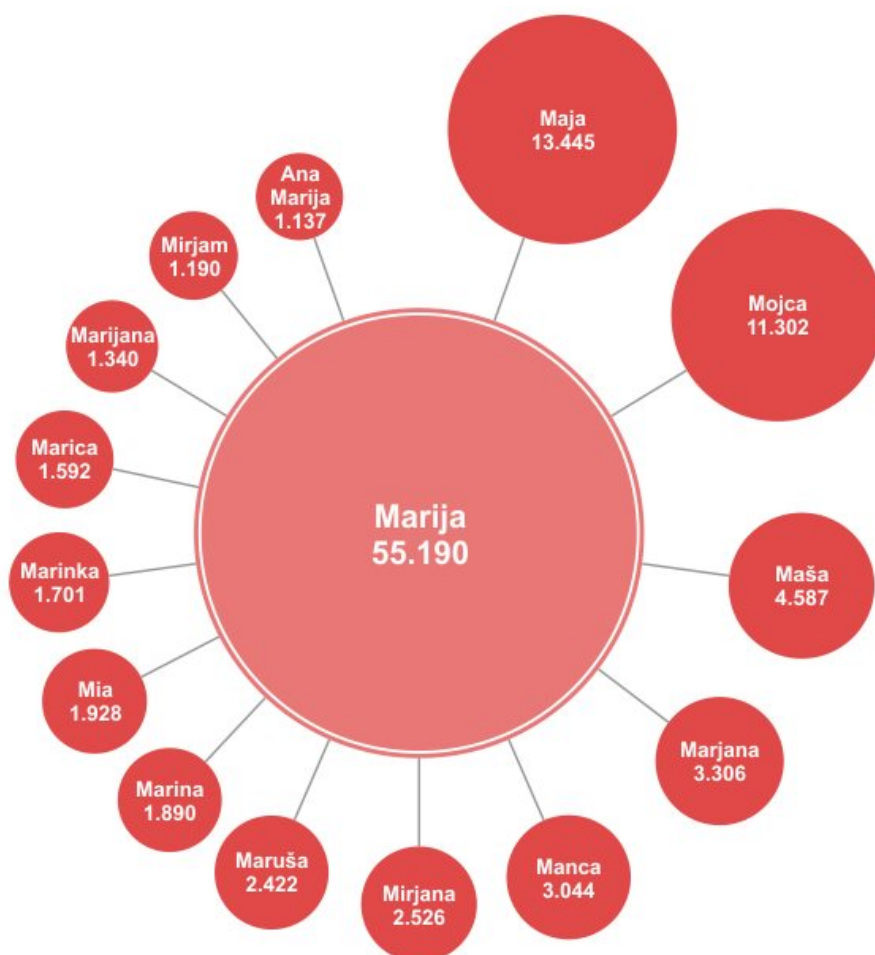 Maja
13.445
Mojca
11.302
Maša
4.587
Marjana
3.306
Manca
3.044
Mirjana
2.526
Maruša
2.422
Marina
1.890
Mia
1.928
Marinka
1.701
Marica
1.592
Marijana
1.340
Mirjam
1.190
Ana
Marija
1.137
Marija
55.190